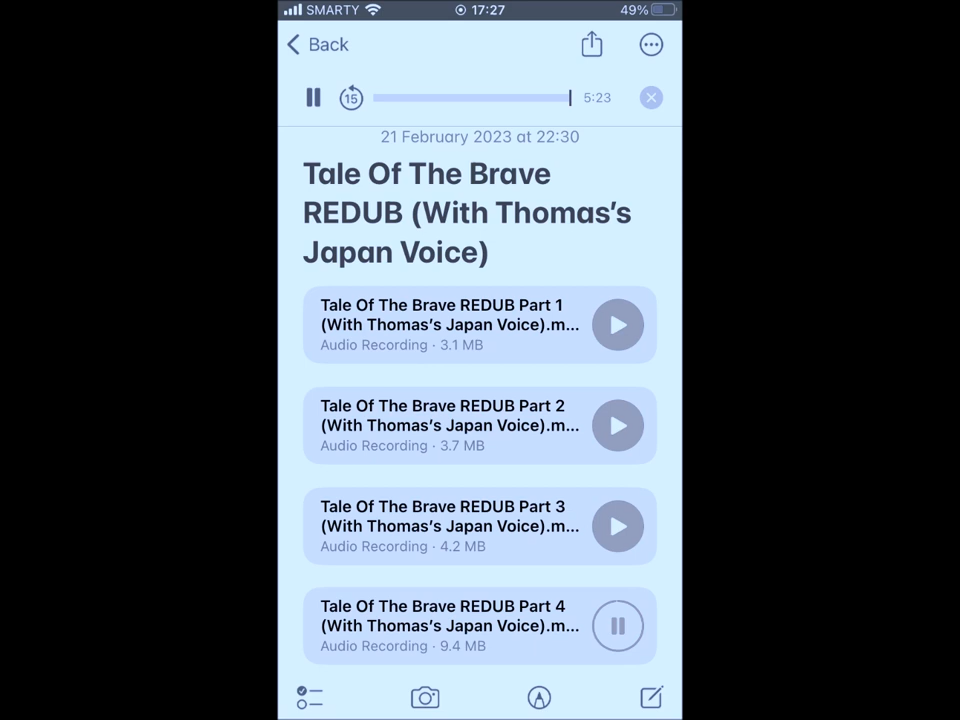 SMARTY 17:27 49%
Back
15 5:23
21 February 2023 at 22:30
Tale Of The Brave
REDUB (With Thomas’s
Japan Voice)
Tale Of The Brave REDUB Part 1
(With Thomas’s Japan Voice).m...
Audio Recording · 3.1 MB
Tale Of The Brave REDUB Part 2
(With Thomas’s Japan Voice).m...
Audio Recording · 3.7 MB
Tale Of The Brave REDUB Part 3
(With Thomas’s Japan Voice).m...
Audio Recording · 4.2 MB
Tale Of The Brave REDUB Part 4
(With Thomas’s Japan Voice).m...
Audio Recording · 9.4 MB